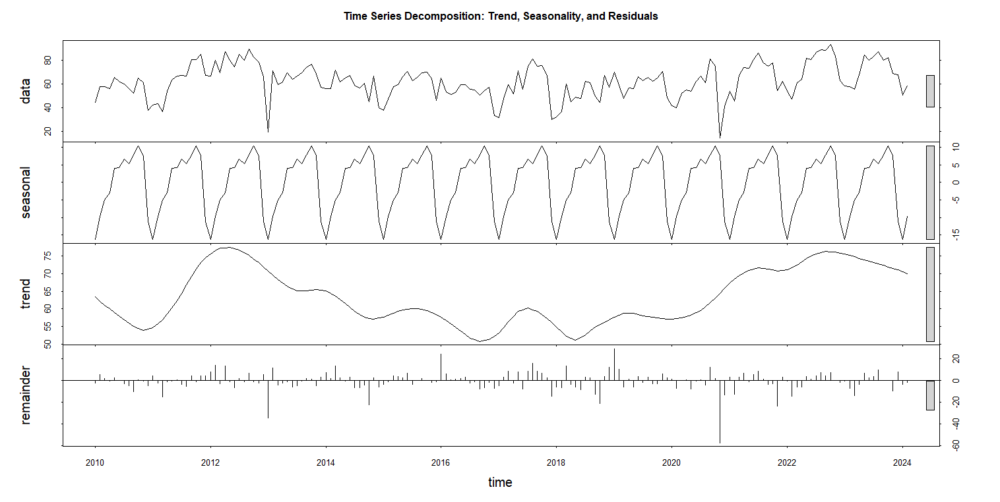 Time Series Decomposition: Trend, Seasonality, and Residuals
data
20 40 60 80
seasonal
-15 -10 -5 0 5 10
trend
50 55 60 65 70 75
remainder
-60 -40 -20 0 20
2010 2012 2014 2016 2018 2020 2022 2024
time